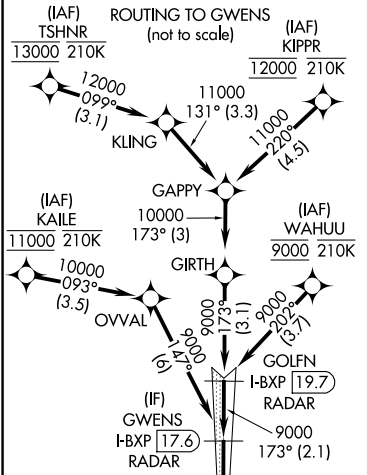 ROUTING TO GWENS
(not to scale)
(IAF)
TSHNR
13000 210K
(IAF)
KIPPR
12000 210K
12000
099°
(3.1)
KLING
11000
131° (3.3)
11000
220°
(4.5)
GAPPY
(IAF)
KAILE
11000 210K
10000
173° (3)
(IAF)
WAHUU
9000 210K
10000
093°
(3.5)
OVVAL
GIRTH
9000
173°
(3.1)
9000
202°
(3.7)
9000
147°
(6)
GOLFN
I-BXP 19.7
RADAR
(IF)
GWENS
I-BXP 17.6
RADAR
9000
173° (2.1)